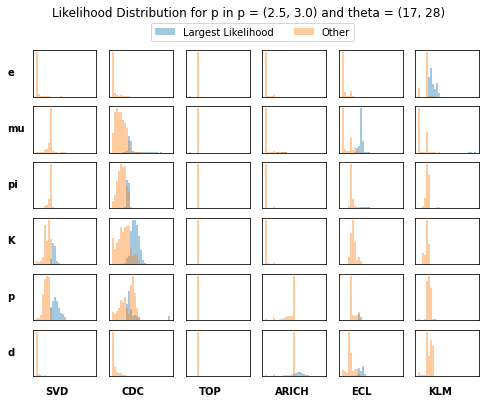 Likelihood Distribution for p in p = (2.5, 3.0) and theta = (17, 28)
Largest Likelihood Other
e
mu
pi
K
p
d
SVD CDC TOP ARICH ECL KLM